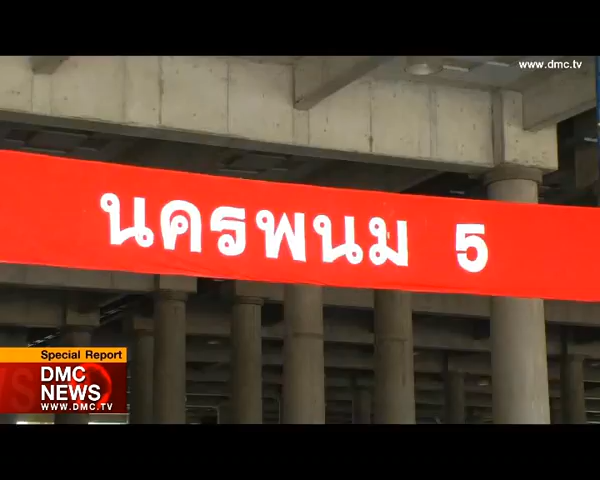 www.dmc.tv
นครพนม 5
Special Report
DMC
NEWS
WWW.DMC.TV